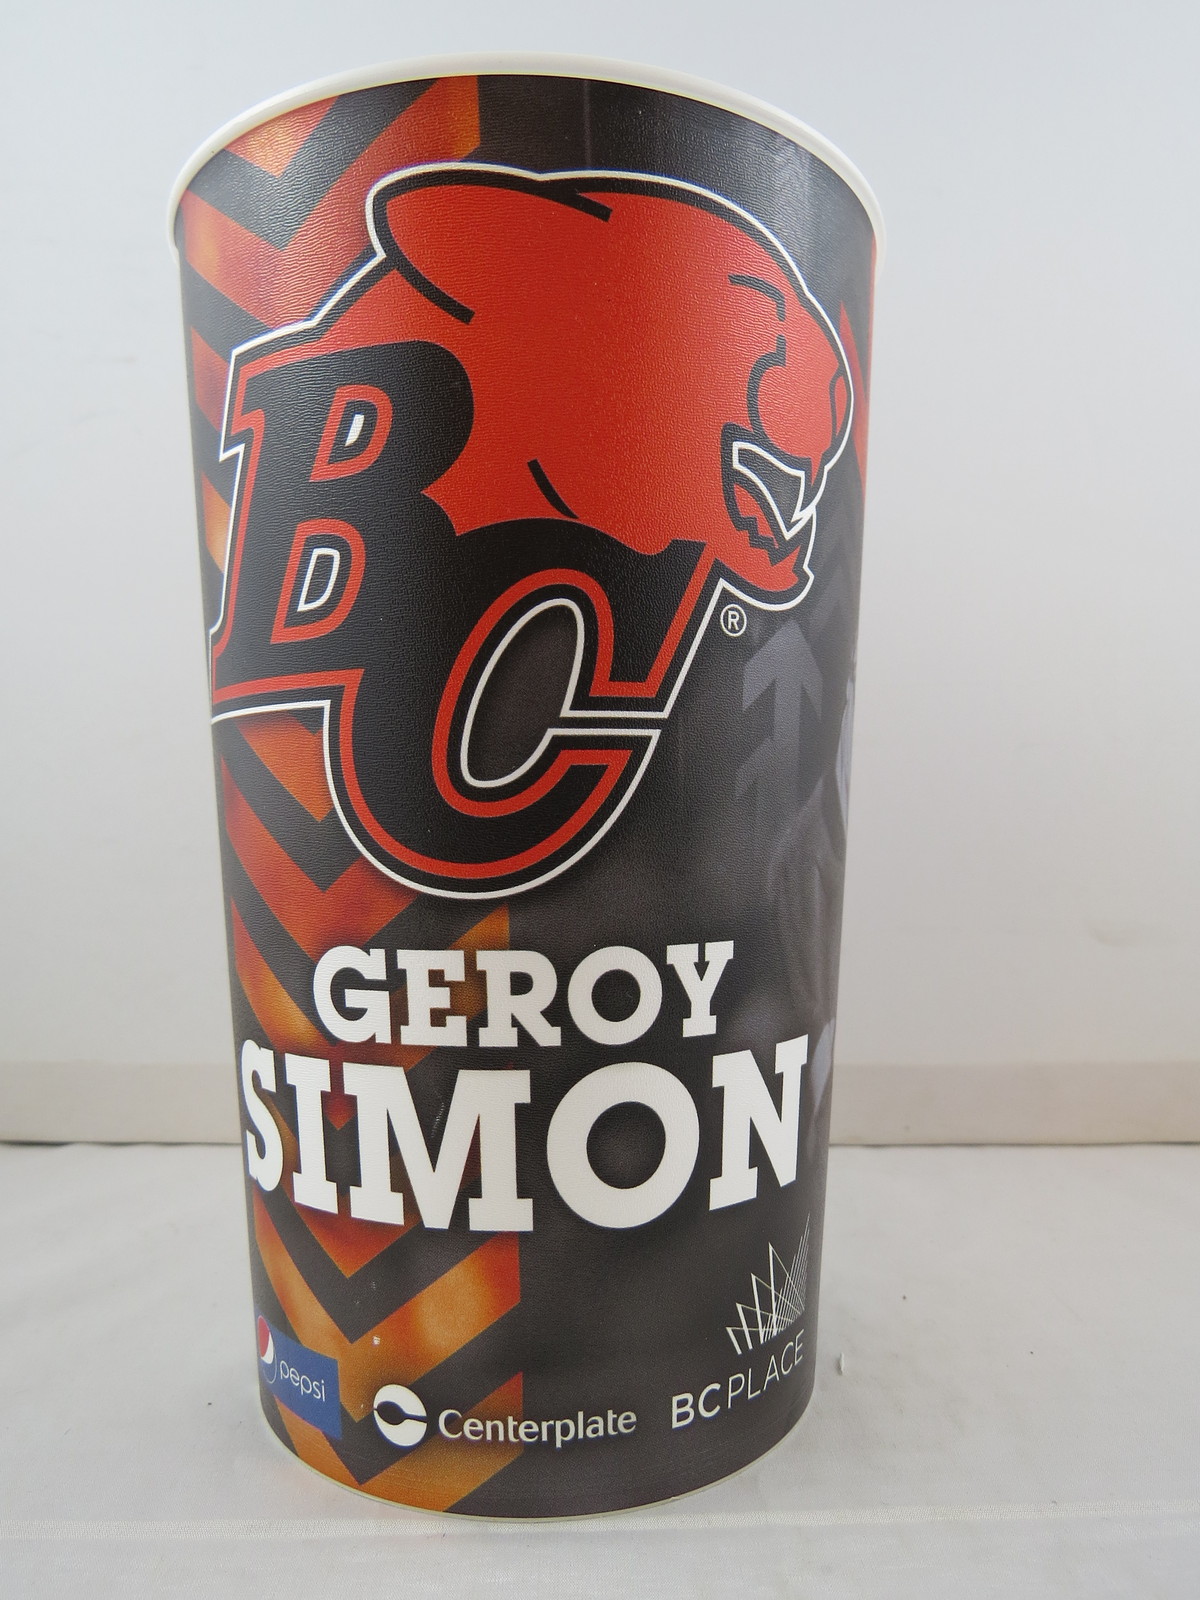 BC
®
GEROY
SIMON
pepsi
Centerplate
BC PLACE